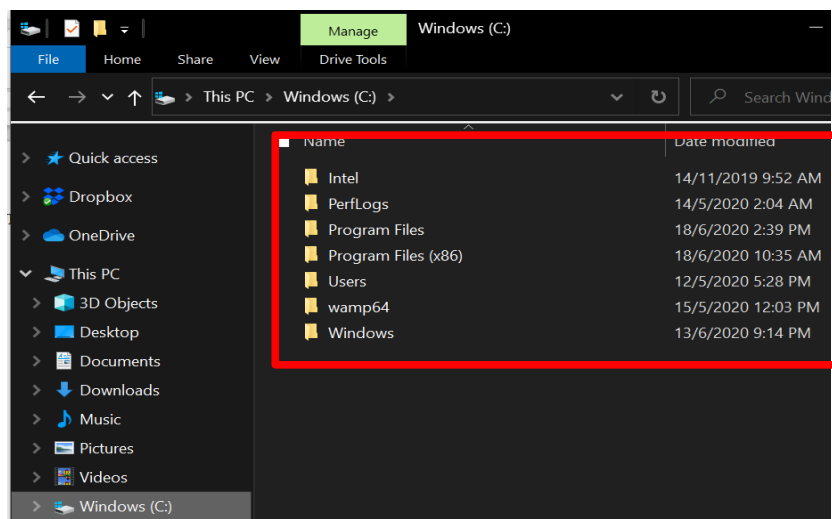 Manage Windows (C:)
File Home Share View Drive Tools
This PC Windows (C:) Search Wind
Name Date modified
Quick access
Dropbox
OneDrive
This PC
3D Objects
Desktop
Documents
Downloads
Music
Pictures
Videos
Windows (C:)
Intel 14/11/2019 9:52 AM
PerfLogs 14/5/2020 2:04 AM
Program Files 18/6/2020 2:39 PM
Program Files (x86) 18/6/2020 10:35 AM
Users 12/5/2020 5:28 PM
wamp64 15/5/2020 12:03 PM
Windows 13/6/2020 9:14 PM